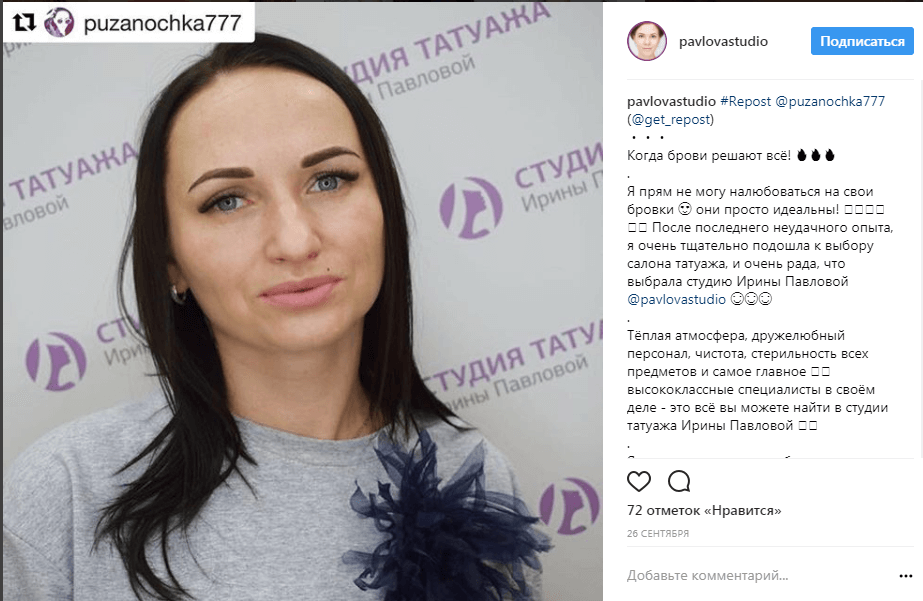 puzanochka777
СТУДИЯ ТАТУАЖА
Ирины Павловой
ТАТУАЖА
Павловой
СТУДИЯ
Ирины
СТУДИЯ ТАТУАЖА
Ирины Павловой
pavlovastudio
Подписаться
pavlovastudio #Repost @puzanochka777
(@get_repost)
・・・
Когда брови решают всё! 🔥🔥🔥
.
Я прям не могу налюбоваться на свои
бровки 🙂 они просто идеальны!
После последнего неудачного опыта,
я очень тщательно подошла к выбору
салона татуажа, и очень рада, что
выбрала студию Ирины Павловой
@pavlovastudio 😏😏😏
.
Тёплая атмосфера, дружелюбный
персонал, чистота, стерильность всех
предметов и самое главное
высококлассные специалисты в своём
деле - это всё вы можете найти в студии
татуажа Ирины Павловой
.
72 отметок «Нравится»
26 СЕНТЯБРЯ
Добавьте комментарий...